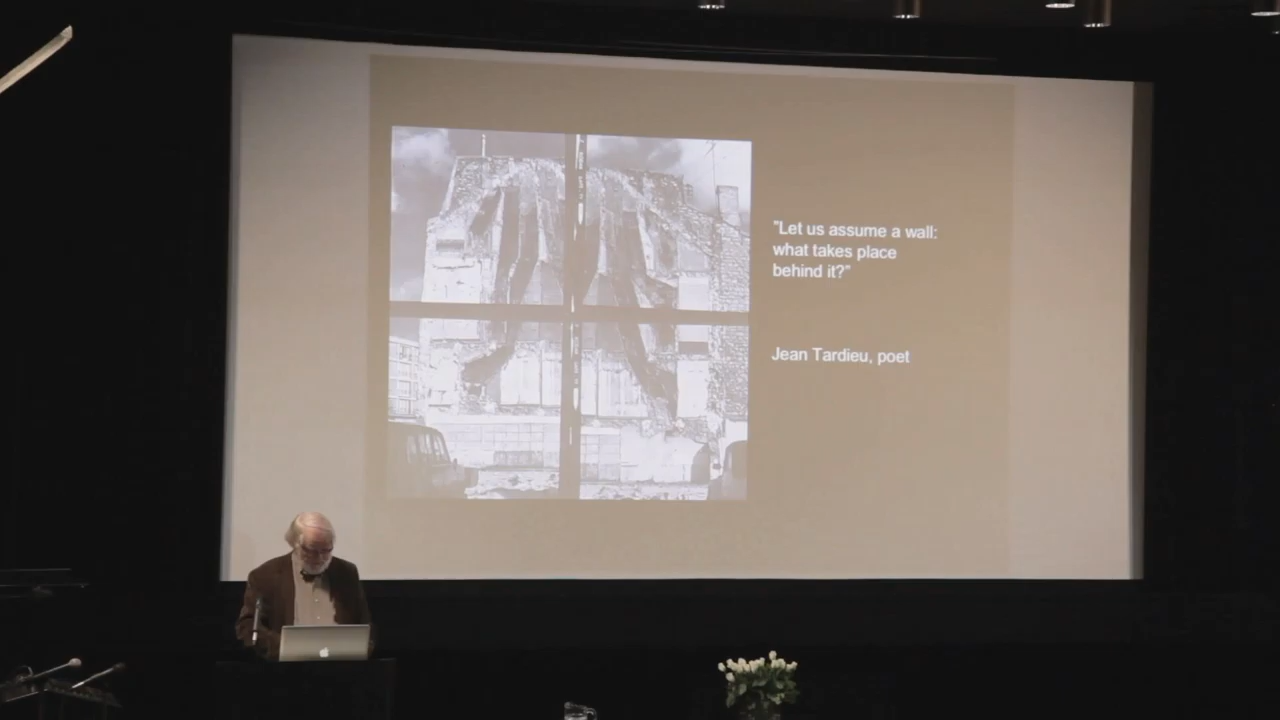 "Let us assume a wall:
what takes place
behind it?"
Jean Tardieu, poet